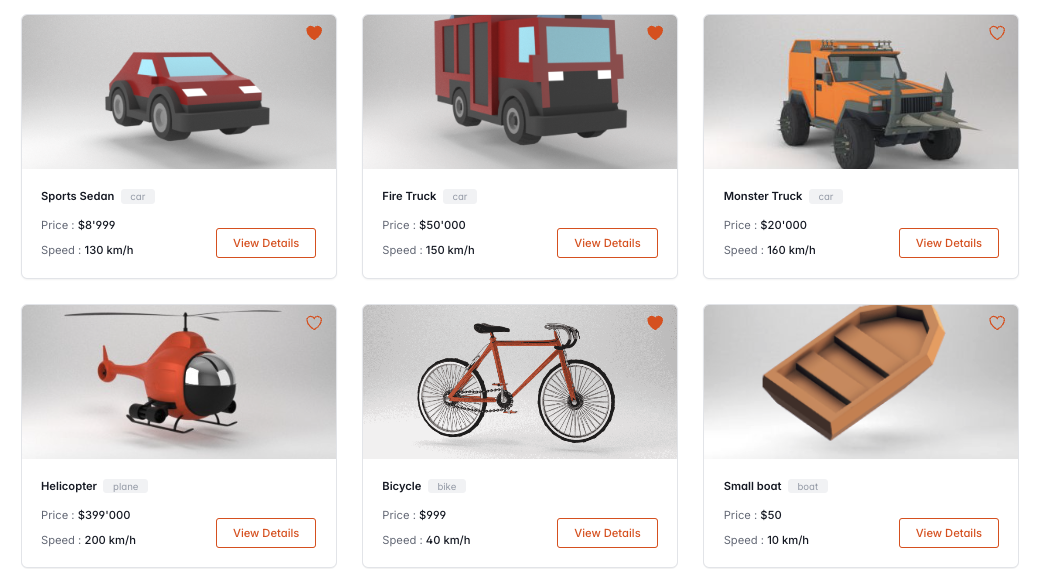 Sports Sedan car
Price : $8'999
Speed : 130 km/h
View Details
Fire Truck car
Price : $50'000
Speed : 150 km/h
View Details
Monster Truck car
Price : $20'000
Speed : 160 km/h
View Details
Helicopter plane
Price : $399'000
Speed : 200 km/h
View Details
Bicycle bike
Price : $999
Speed : 40 km/h
View Details
Small boat boat
Price : $50
Speed : 10 km/h
View Details